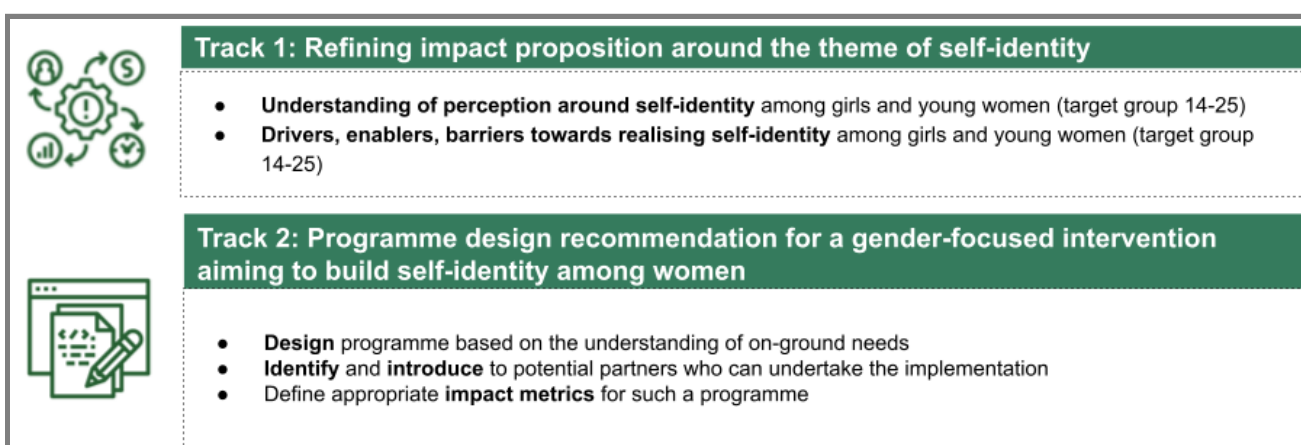 Track 1: Refining impact proposition around the theme of self-identity
● Understanding of perception around self-identity among girls and young women (target group 14-25)
● Drivers, enablers, barriers towards realising self-identity among girls and young women (target group
14-25)
Track 2: Programme design recommendation for a gender-focused intervention
aiming to build self-identity among women
● Design programme based on the understanding of on-ground needs
● Identify and introduce to potential partners who can undertake the implementation
● Define appropriate impact metrics for such a programme